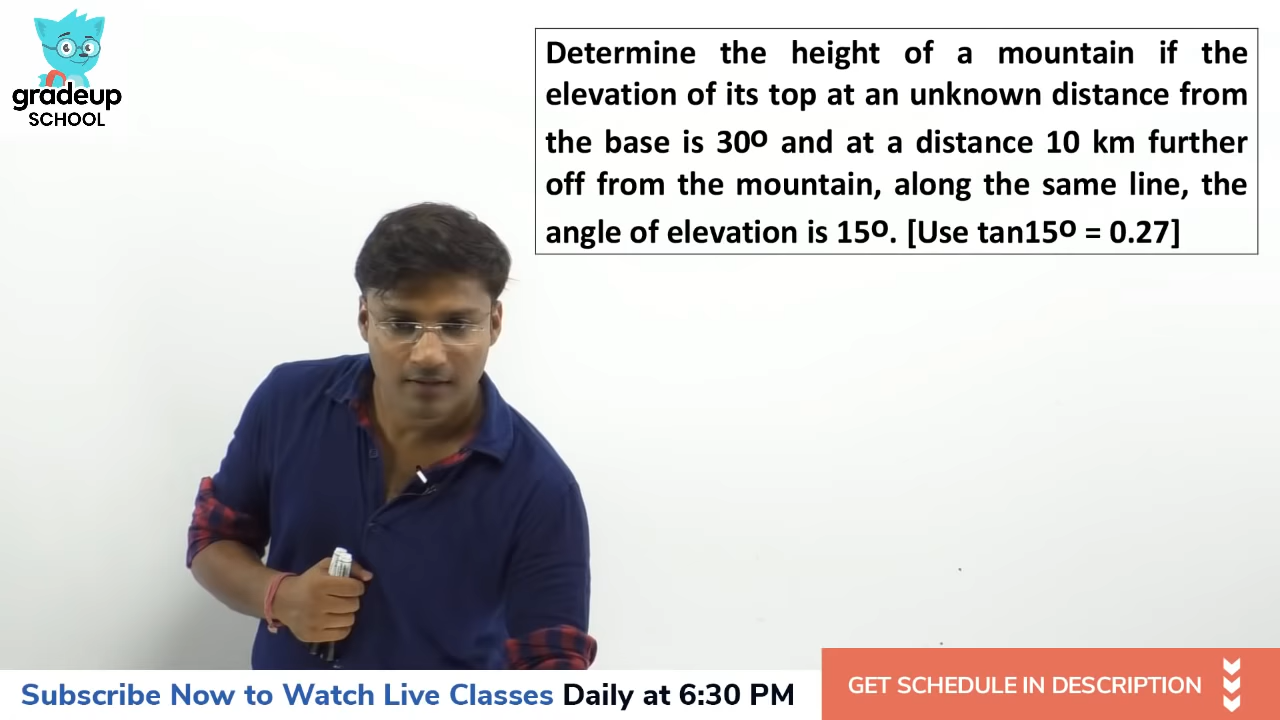 gradeup
SCHOOL
Determine the height of a mountain if the
elevation of its top at an unknown distance from
the base is 30º and at a distance 10 km further
off from the mountain, along the same line, the
angle of elevation is 15º. [Use tan15º = 0.27]
Subscribe Now to Watch Live Classes Daily at 6:30 PM
GET SCHEDULE IN DESCRIPTION